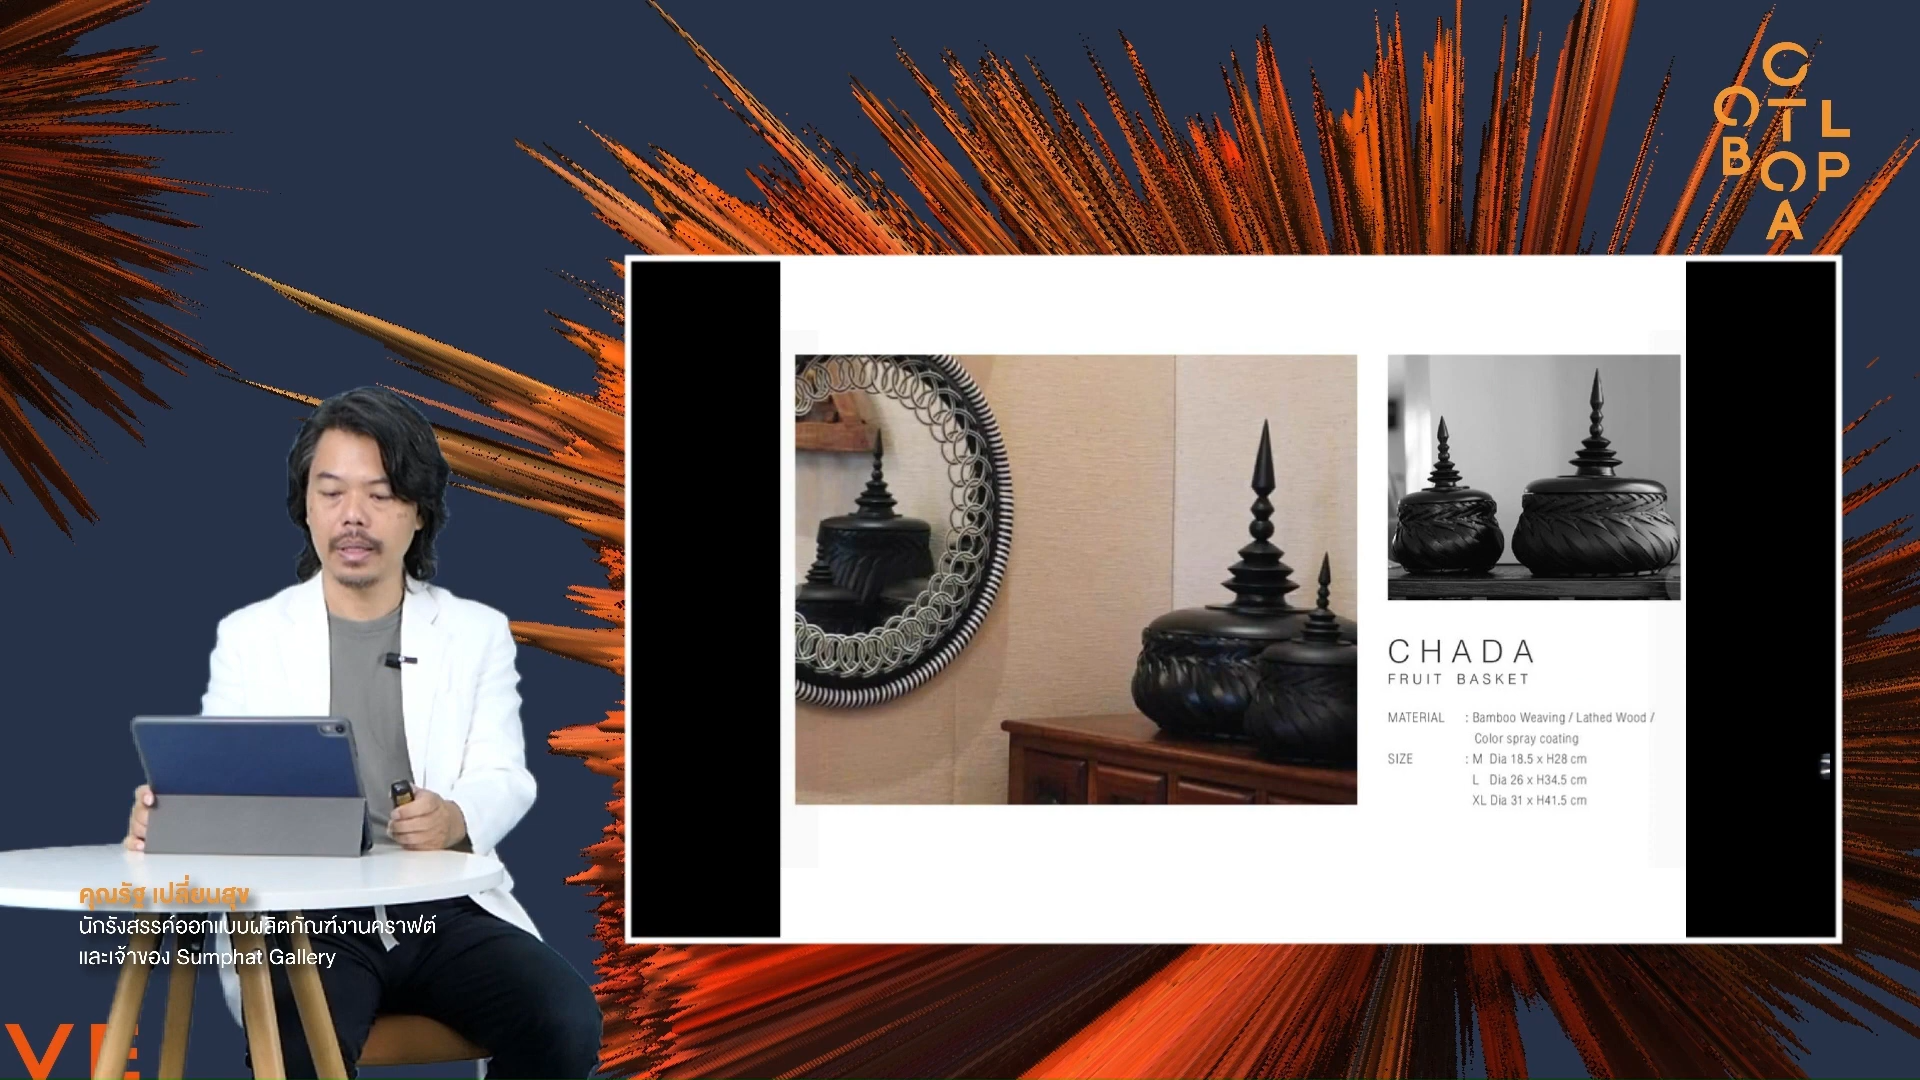 C
OTL
BOP
A
CHADA
FRUIT BASKET
MATERIAL : Bamboo Weaving / Lathed Wood /
Color spray coating
SIZE : M Dia 18.5 x H28 cm
L Dia 26 x H34.5 cm
XL Dia 31 x H41.5 cm
คุณรัฐ เปลี่ยนสุข
นักรังสรรค์ออกแบบผลิตภัณฑ์งานคราฟต์
และเจ้าของ Sumphat Gallery
VE